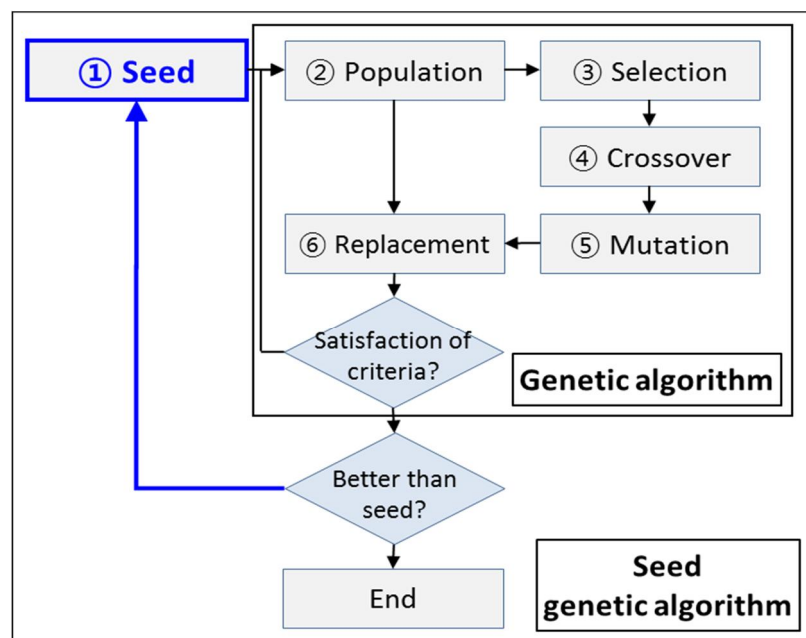 ① Seed
② Population
③ Selection
④ Crossover
⑥ Replacement
⑤ Mutation
Satisfaction of
criteria?
Genetic algorithm
Better than
seed?
Seed
genetic algorithm
End